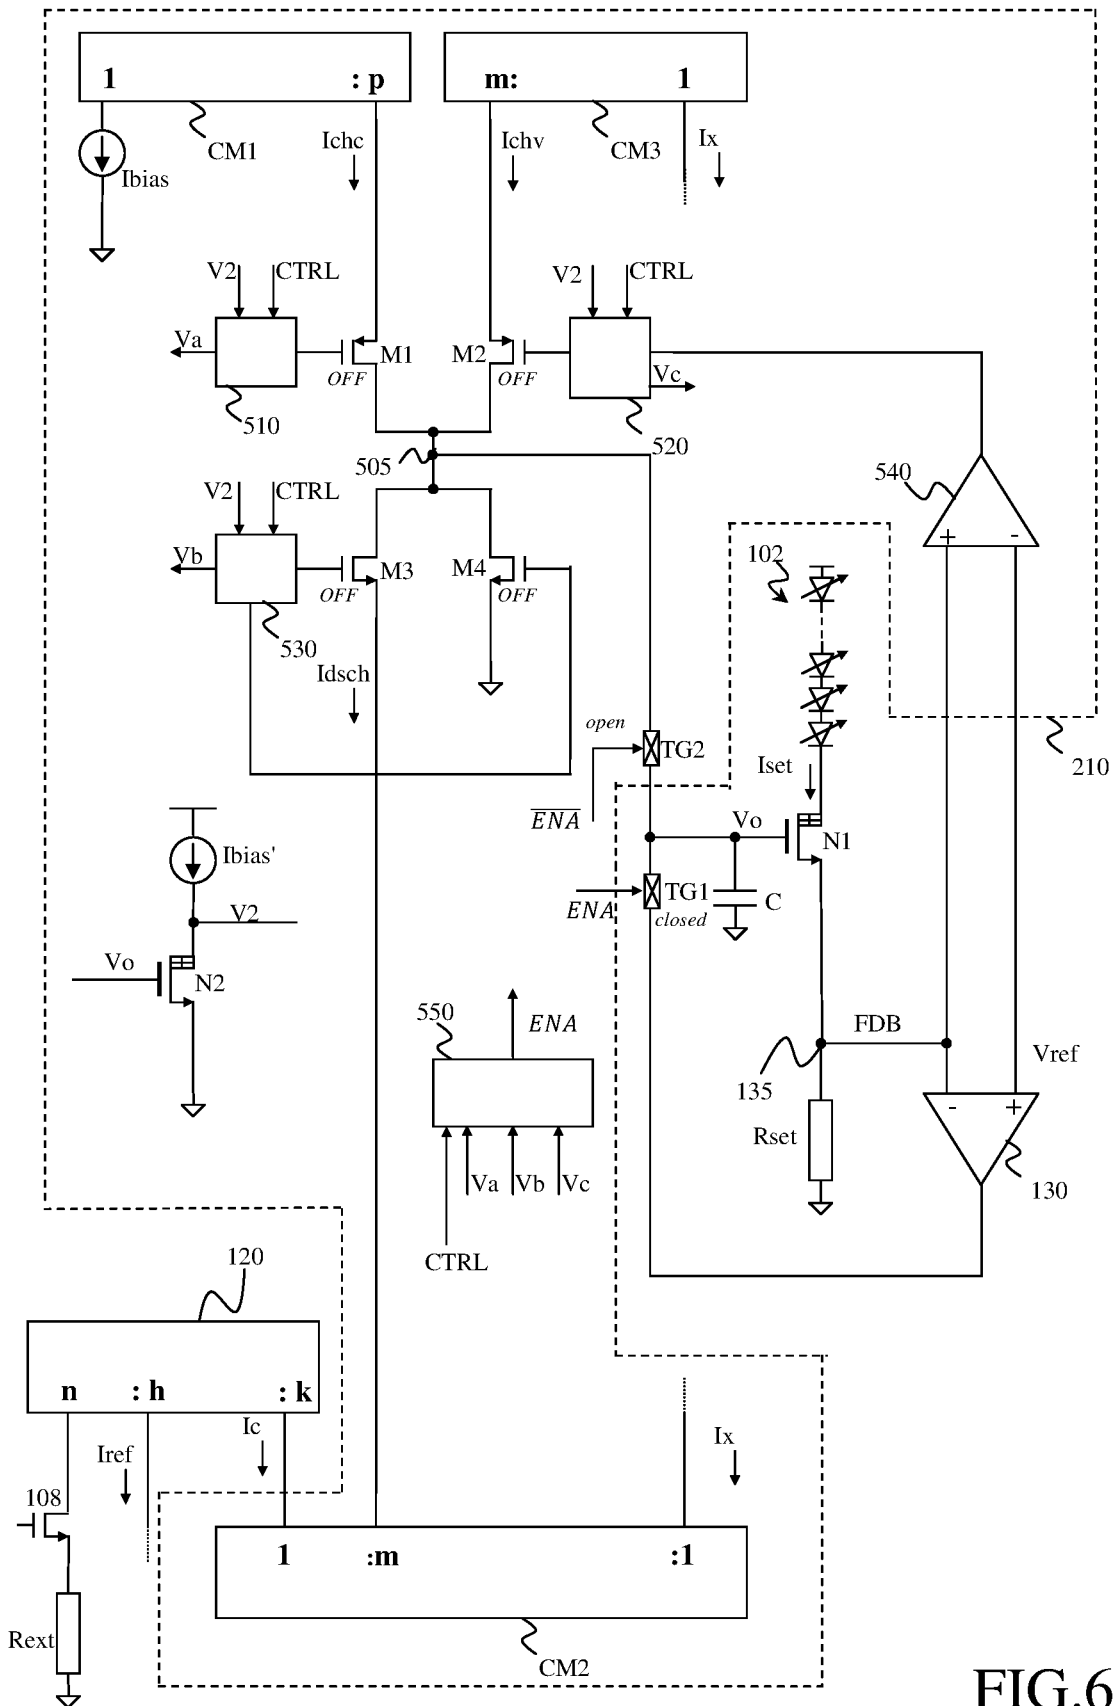 1 : p
m: 1
CM1
Ichc
Ichv
CM3
Ix
Ibias
V2
CTRL
V2
CTRL
Va
M1
OFF
M2
OFF
Vc
510
520
505
V2
CTRL
540
+ -
Vb
M3
OFF
M4
OFF
102
530
Idsch
open
TG2
Iset
210
ENA
Vo
N1
Ibias'
ENA
TG1
closed
C
V2
Vo
N2
550
ENA
FDB
Vref
135
- +
Rset
130
Va
Vb
Vc
CTRL
120
n : h : k
Iref
Ic
Ix
108
1 :m :1
Rext
CM2
FIG.6